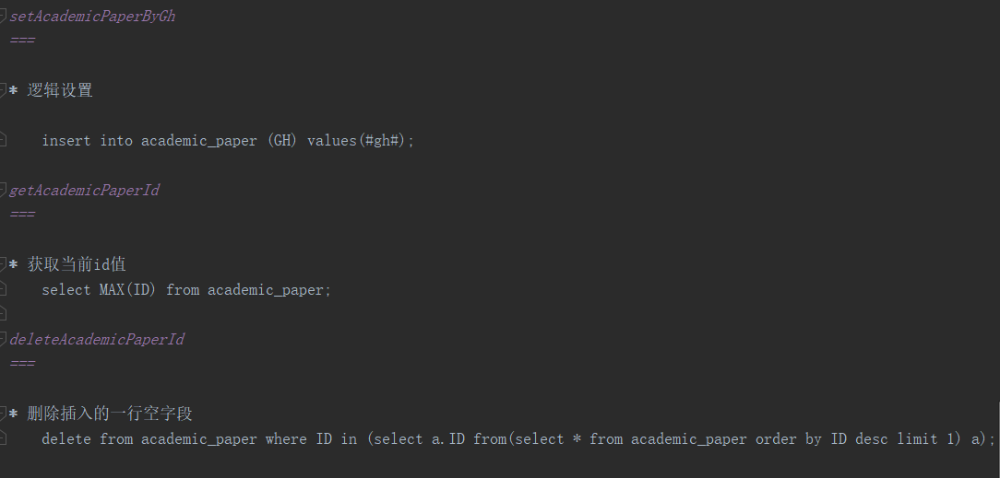 setAcademicPaperByGh
===
* 逻辑设置
insert into academic_paper (GH) values(#gh#);
getAcademicPaperId
===
* 获取当前id值
select MAX(ID) from academic_paper;
deleteAcademicPaperId
===
* 删除插入的一行空字段
delete from academic_paper where ID in (select a.ID from(select * from academic_paper order by ID desc limit 1) a);